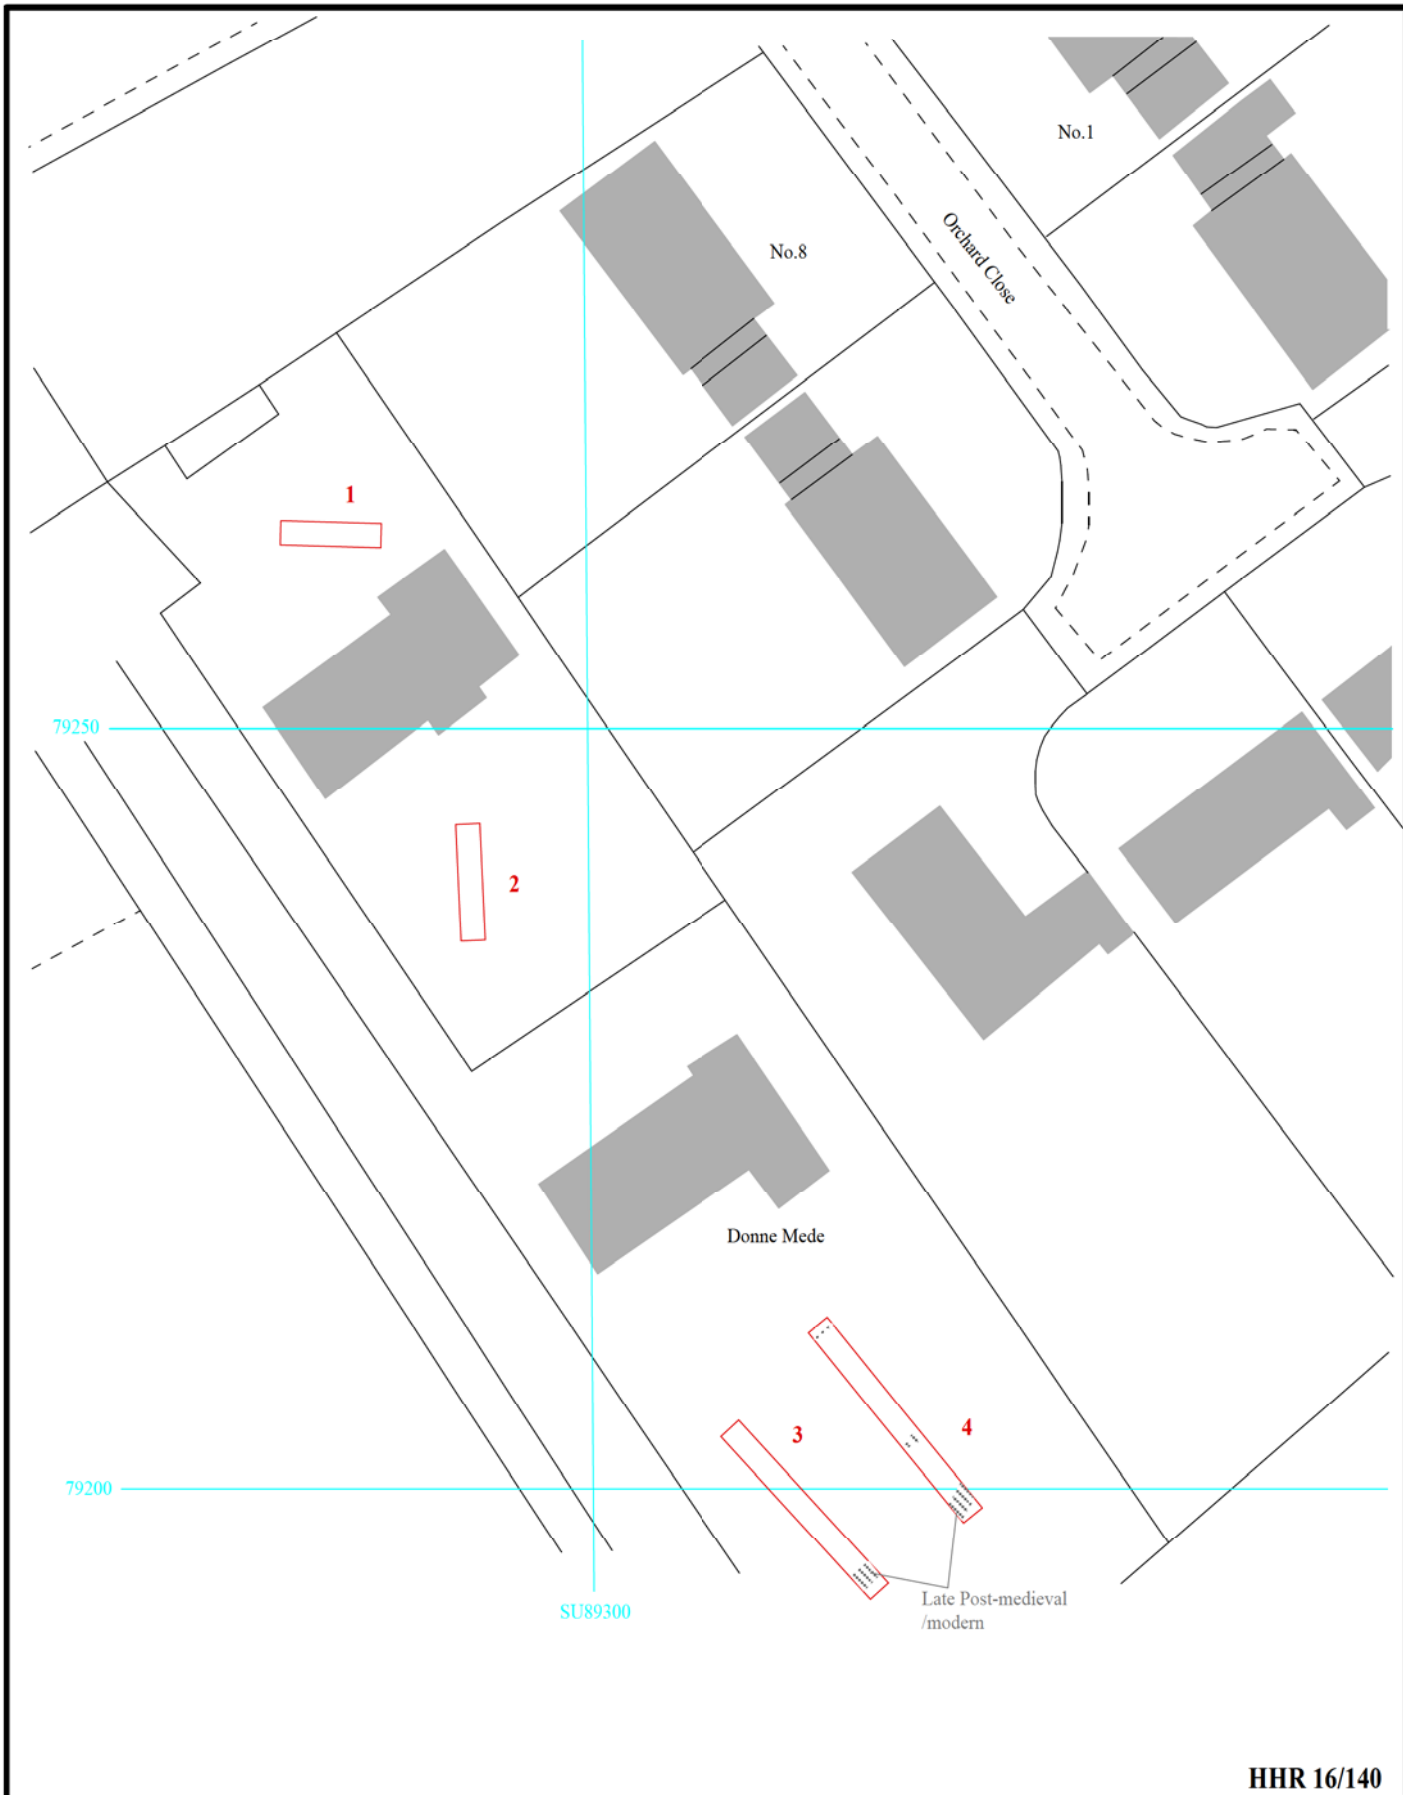 No.1
No.8
Orchard Close
1
79250
2
Donne Mede
3
4
79200
Late Post-medieval
/modern
SU89300
HHR 16/140